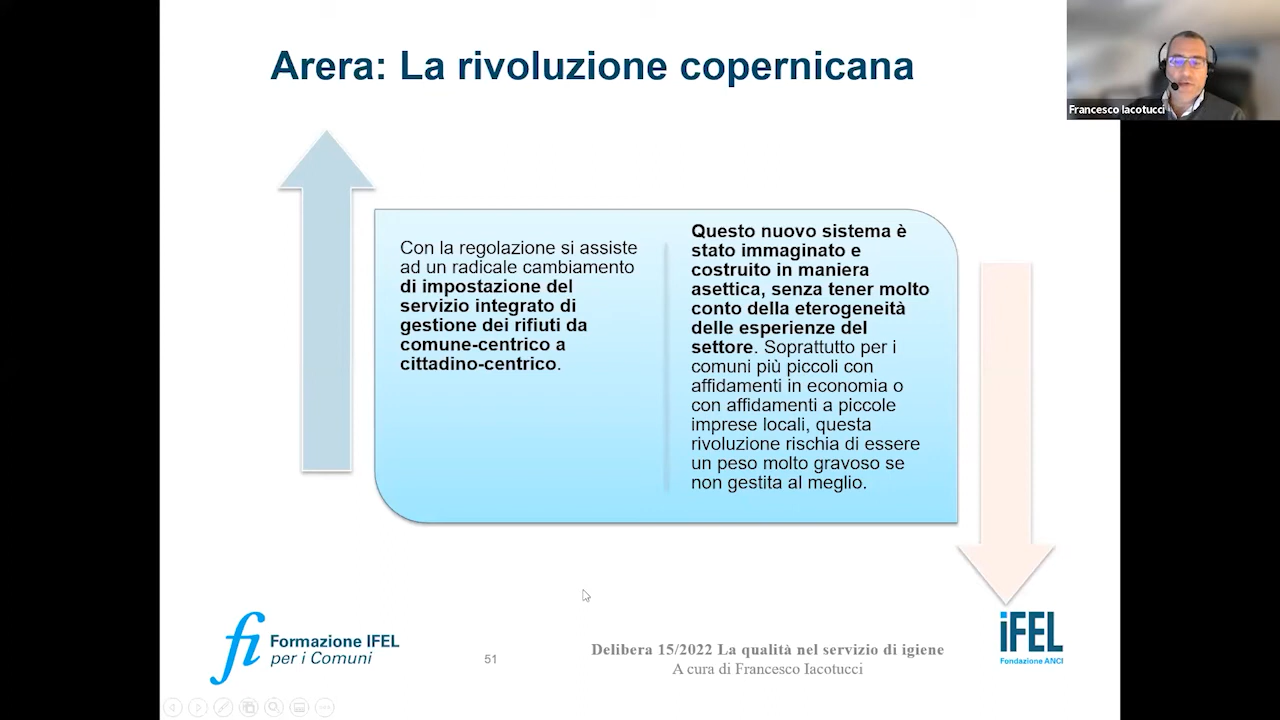 Arera: La rivoluzione copernicana
Francesco Iacotucci
Con la regolazione si assiste
ad un radicale cambiamento
di impostazione del
servizio integrato di
gestione dei rifiuti da
comune-centrico a
cittadino-centrico.
Questo nuovo sistema è
stato immaginato e
costruito in maniera
asettica, senza tener molto
conto della eterogeneità
delle esperienze del
settore. Soprattutto per i
comuni più piccoli con
affidamenti in economia o
con affidamenti a piccole
imprese locali, questa
rivoluzione rischia di essere
un peso molto gravoso se
non gestita al meglio.
fi
Formazione IFEL
per i Comuni
51
Delibera 15/2022 La qualità nel servizio di igiene
A cura di Francesco Iacotucci
iFEL
Fondazione ANCI